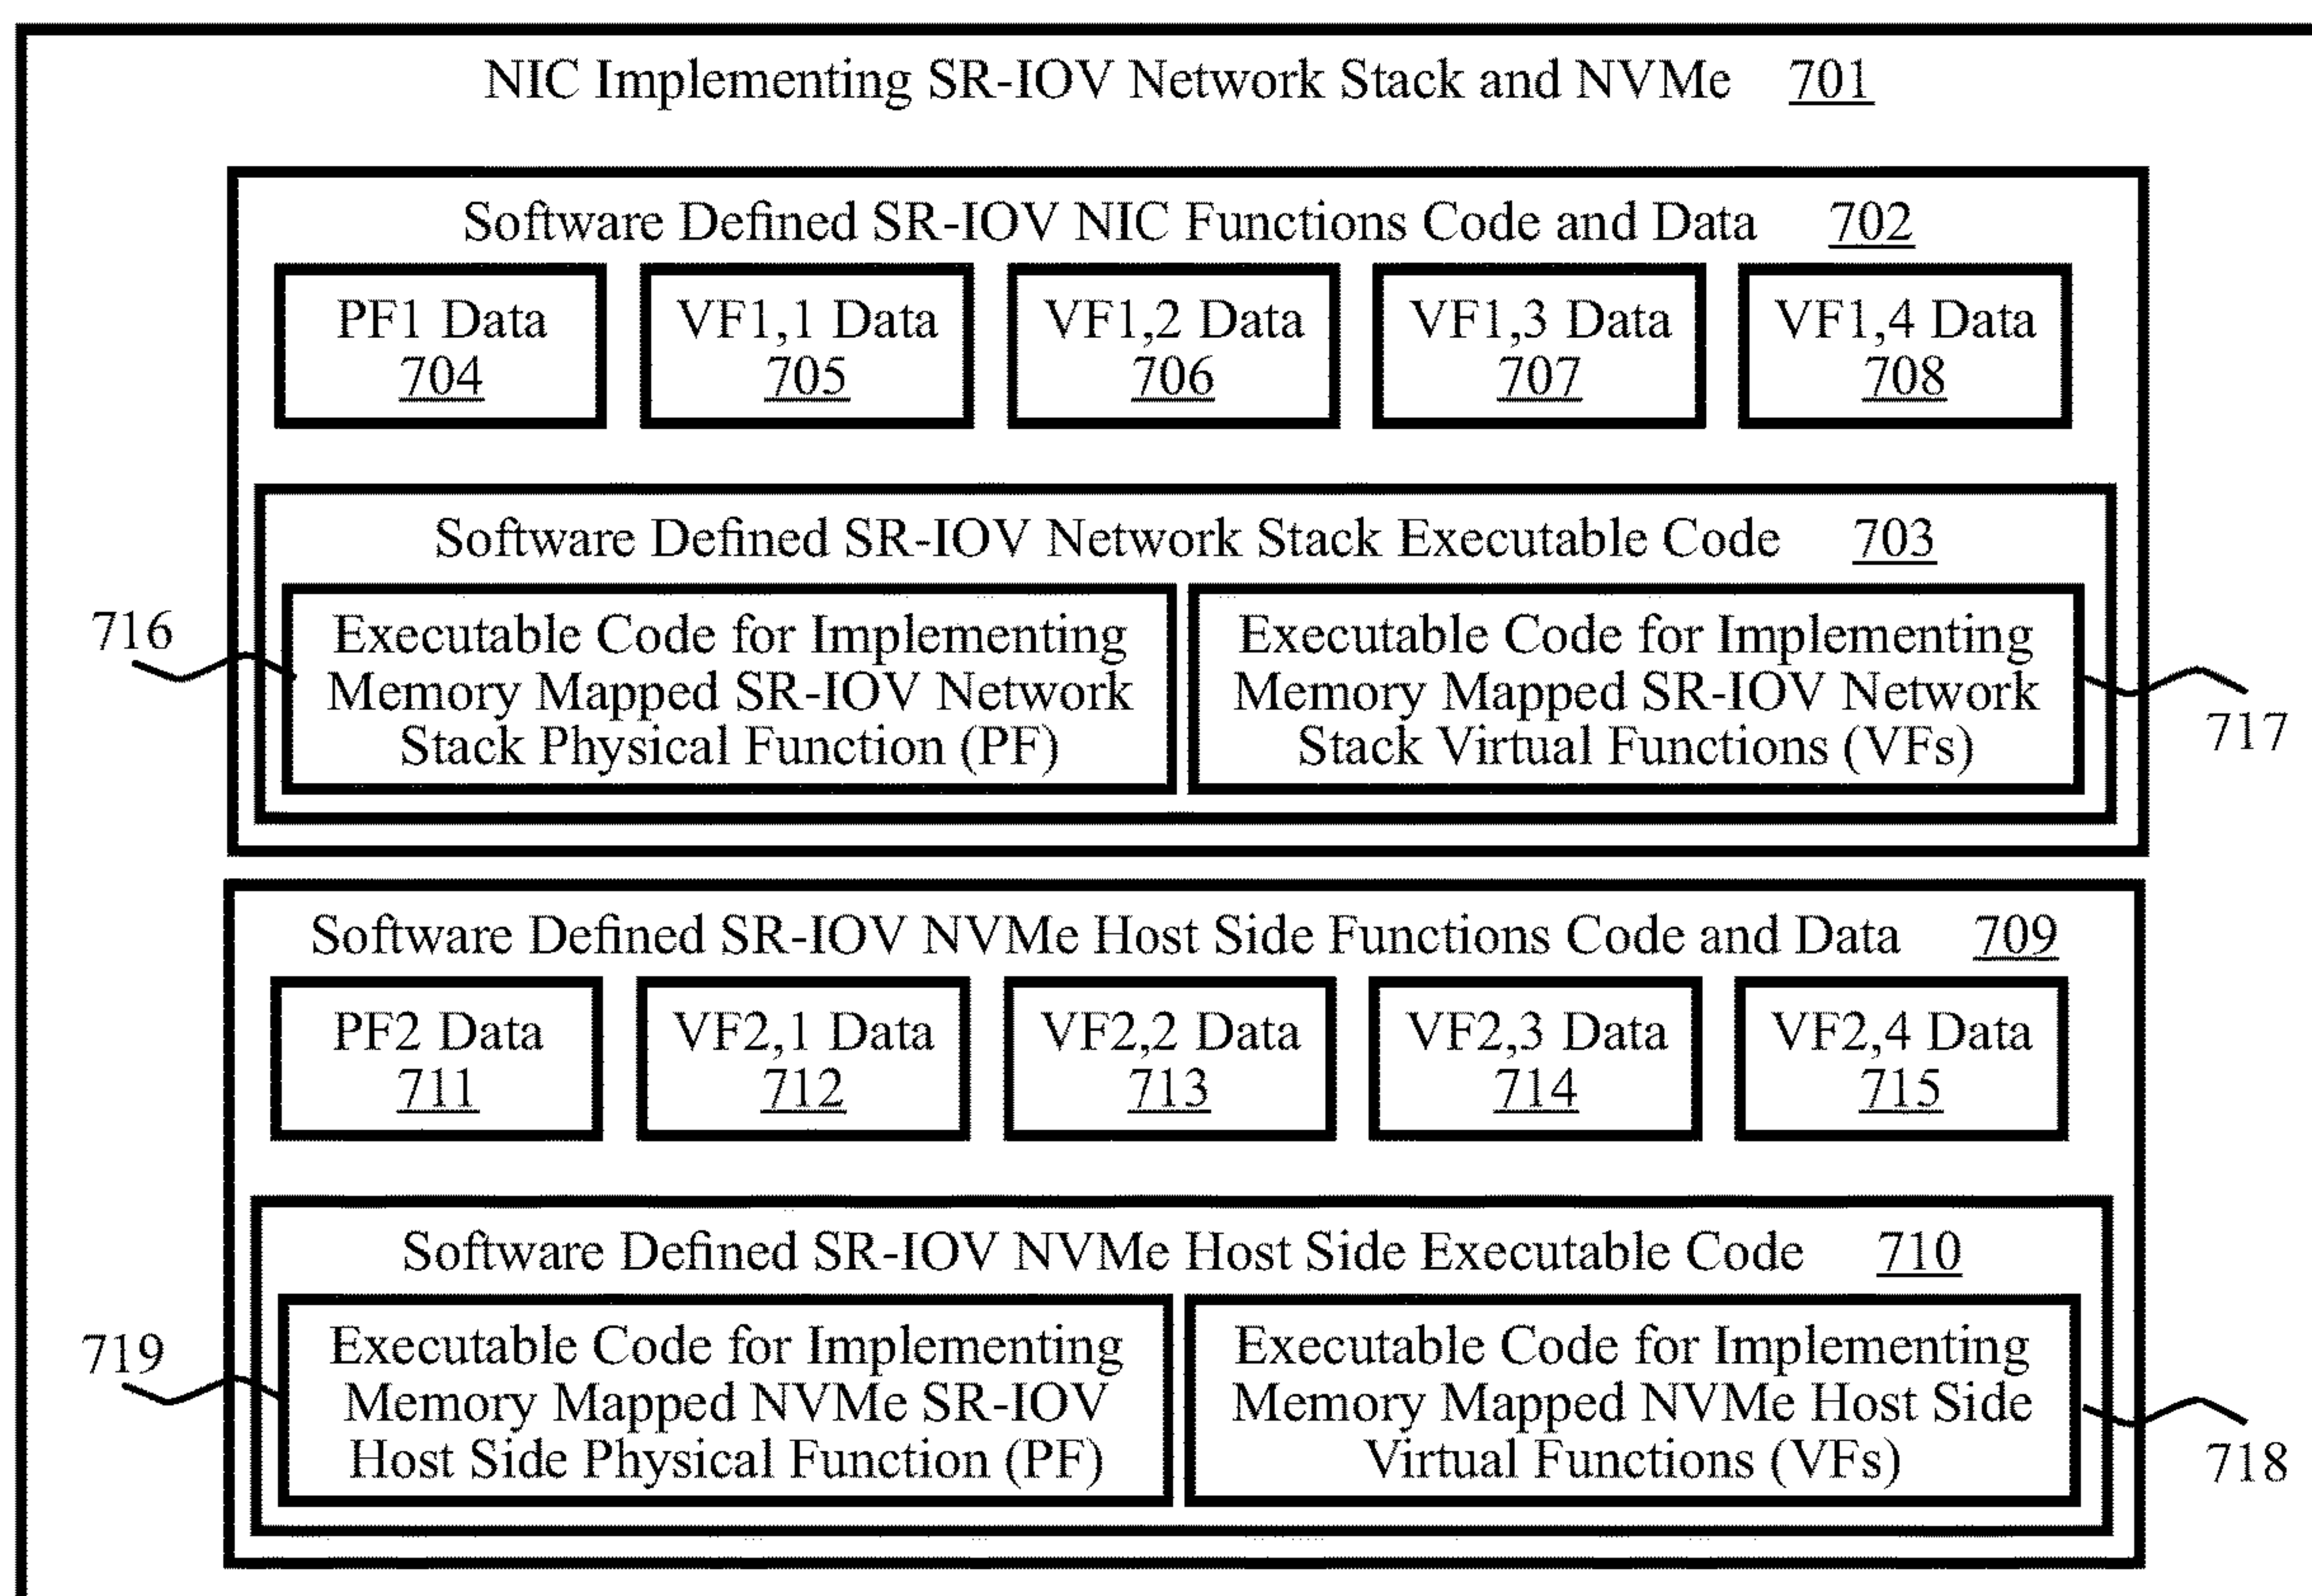 NIC Implementing SR-IOV Network Stack and NVMe 701
Software Defined SR-IOV NIC Functions Code and Data 702
PF1 Data
704
VF1,1 Data
705
VF1,2 Data
706
VF1,3 Data
707
VF1,4 Data
708
Software Defined SR-IOV Network Stack Executable Code 703
716
Executable Code for Implementing
Memory Mapped SR-IOV Network
Stack Physical Function (PF)
Executable Code for Implementing
Memory Mapped SR-IOV Network
Stack Virtual Functions (VFs)
717
Software Defined SR-IOV NVMe Host Side Functions Code and Data 709
PF2 Data
711
VF2,1 Data
712
VF2,2 Data
713
VF2,3 Data
714
VF2,4 Data
715
Software Defined SR-IOV NVMe Host Side Executable Code 710
719
Executable Code for Implementing
Memory Mapped NVMe SR-IOV
Host Side Physical Function (PF)
Executable Code for Implementing
Memory Mapped NVMe Host Side
Virtual Functions (VFs)
718